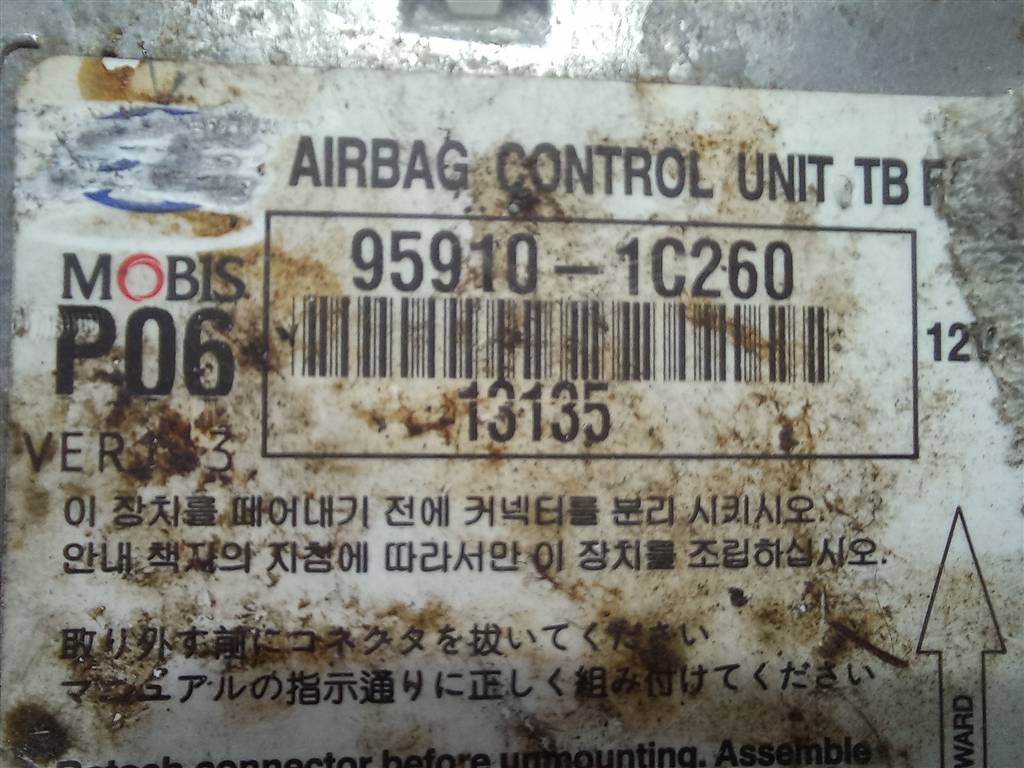 AIRBAG CONTROL UNIT TB
MOBIS
95910-1C260
P06
12V
13135
이 장치를 떼어내기 전에 커넥터를 분리 시키시오.
안내 책자의 지침에 따라서만 이 장치를 조립하십시오.
取り外す前にコネクタを抜いてください
マニュアルの指示通りに正しく組み付けてください
connector before unmounting. Assemble
WARD